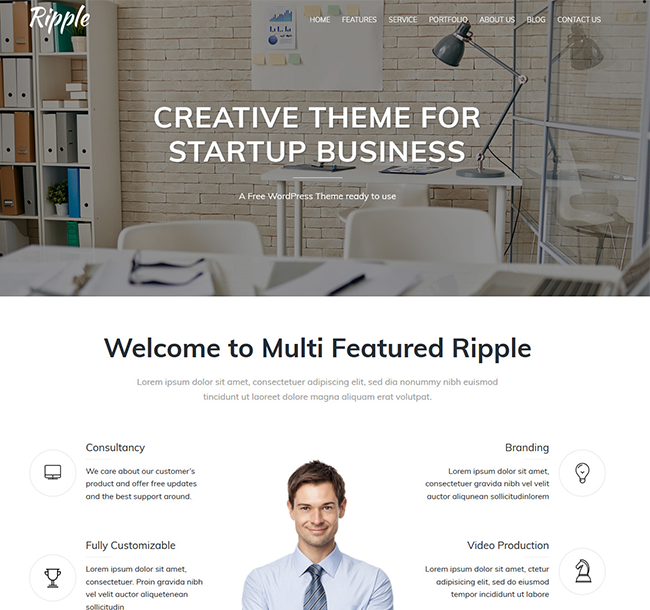 Ripple
HOME FEATURES SERVICE PORTFOLIO ABOUT US BLOG CONTACT US
CREATIVE THEME FOR
STARTUP BUSINESS
A Free WordPress Theme ready to use
Welcome to Multi Featured Ripple
Lorem ipsum dolor sit amet, consectetuer adipiscing elit, sed dia nonummy nibh euismod
tincidunt ut laoreet dolore magna aliquam erat volutpat.
Consultancy
We care about our customer's
product and offer free updates
and the best support around.
Branding
Lorem ipsum dolor sit amet,
consectetuer gravida nibh vel velit
auctor aliqunean sollicitudinlorem
Fully Customizable
Lorem ipsum dolor sit amet,
consectetuer. Proin gravida nibh
vel velit auctor aliquetenean
sollicitudin
Video Production
Lorem ipsum dolor sit amet, ctetur
adipiscing elit, sed do eiusmod
tempor incididunt ut labore